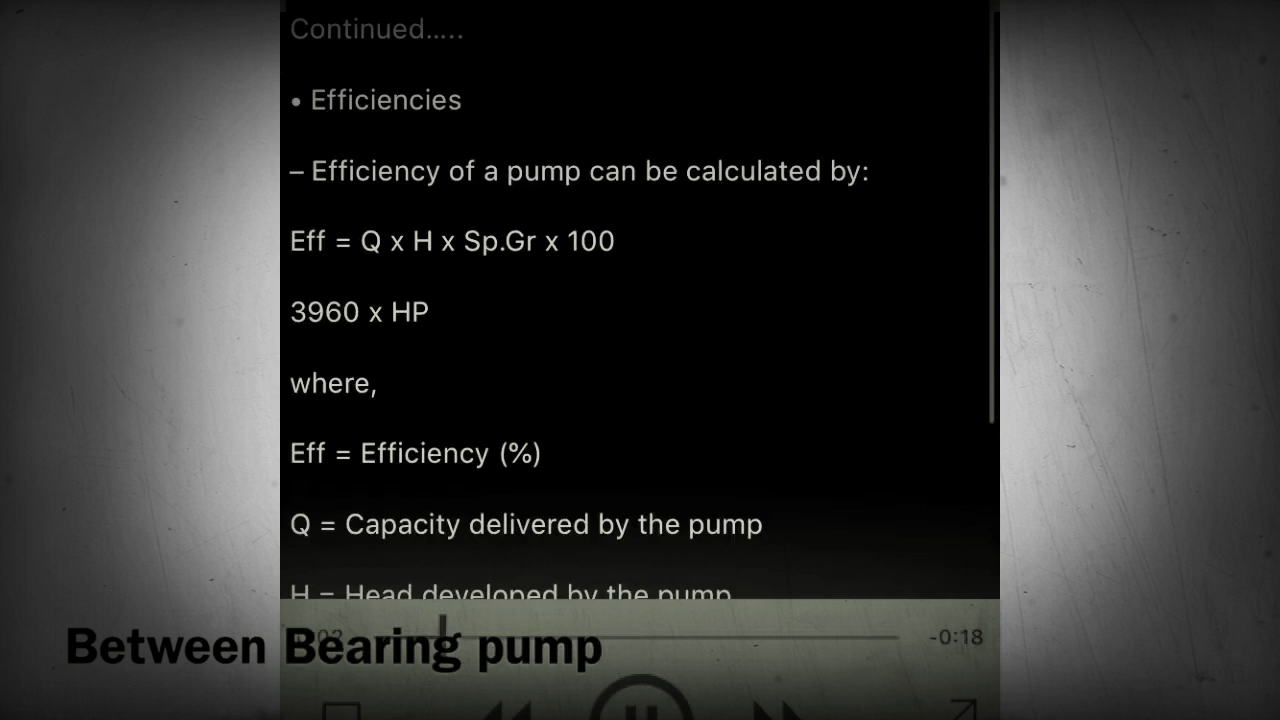 Continued.....
• Efficiencies
– Efficiency of a pump can be calculated by:
Eff = Q x H x Sp.Gr x 100
3960 x HP
where,
Eff = Efficiency (%)
Q = Capacity delivered by the pump
H = Head developed by the pump
-0:18
Between Bearing pump